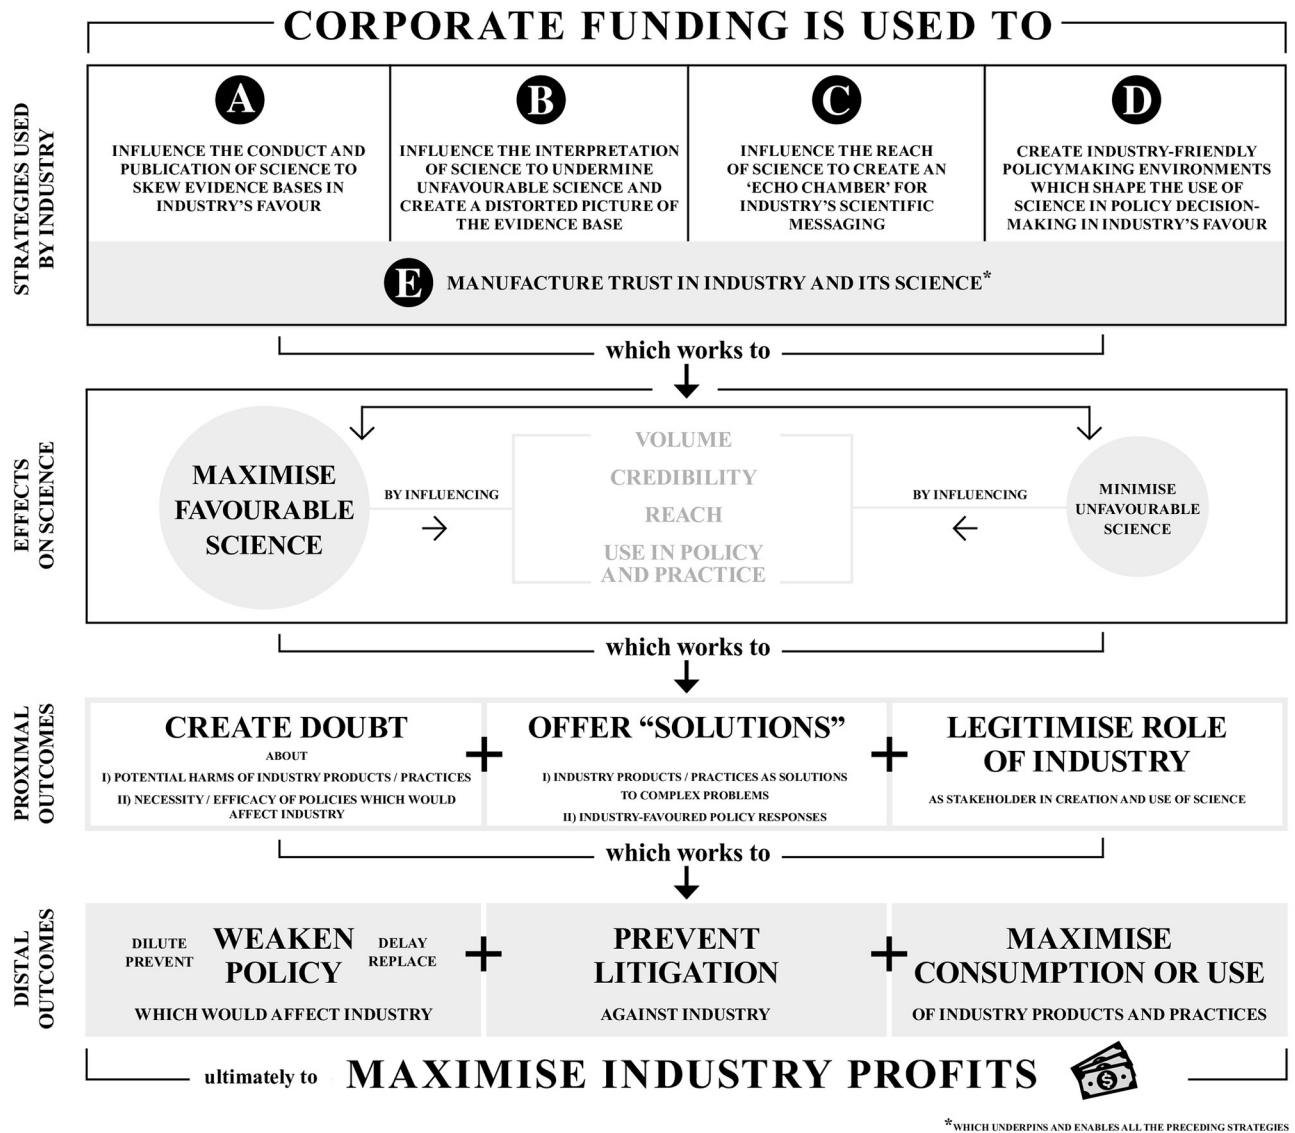 CORPORATE FUNDING IS USED TO
STRATEGIES USED
BY INDUSTRY
A
INFLUENCE THE CONDUCT AND
PUBLICATION OF SCIENCE TO
SKEW EVIDENCE BASES IN
INDUSTRY’S FAVOUR
B
INFLUENCE THE INTERPRETATION
OF SCIENCE TO UNDERMINE
UNFAVOURABLE SCIENCE AND
CREATE A DISTORTED PICTURE OF
THE EVIDENCE BASE
C
INFLUENCE THE REACH
OF SCIENCE TO CREATE AN
‘ECHO CHAMBER’ FOR
INDUSTRY’S SCIENTIFIC
MESSAGING
D
CREATE INDUSTRY-FRIENDLY
POLICYMAKING ENVIRONMENTS
WHICH SHAPE THE USE OF
SCIENCE IN POLICY DECISION-
MAKING IN INDUSTRY’S FAVOUR
E
MANUFACTURE TRUST IN INDUSTRY AND ITS SCIENCE*
which works to
EFFECTS
ON SCIENCE
MAXIMISE
FAVOURABLE
SCIENCE
BY INFLUENCING
VOLUME
CREDIBILITY
REACH
USE IN POLICY
AND PRACTICE
BY INFLUENCING
MINIMISE
UNFAVOURABLE
SCIENCE
which works to
PROXIMAL
OUTCOMES
CREATE DOUBT
ABOUT
I) POTENTIAL HARMS OF INDUSTRY PRODUCTS / PRACTICES
II) NECESSITY / EFFICACY OF POLICIES WHICH WOULD
AFFECT INDUSTRY
+
OFFER “SOLUTIONS”
I) INDUSTRY PRODUCTS / PRACTICES AS SOLUTIONS
TO COMPLEX PROBLEMS
II) INDUSTRY-FAVOURED POLICY RESPONSES
+
LEGITIMISE ROLE
OF INDUSTRY
AS STAKEHOLDER IN CREATION AND USE OF SCIENCE
which works to
DISTAL
OUTCOMES
DILUTE
PREVENT
WEAKEN
POLICY
DELAY
REPLACE
WHICH WOULD AFFECT INDUSTRY
+
PREVENT
LITIGATION
AGAINST INDUSTRY
+
MAXIMISE
CONSUMPTION OR USE
OF INDUSTRY PRODUCTS AND PRACTICES
ultimately to MAXIMISE INDUSTRY PROFITS
$
*WHICH UNDERPINS AND ENABLES ALL THE PRECEDING STRATEGIES